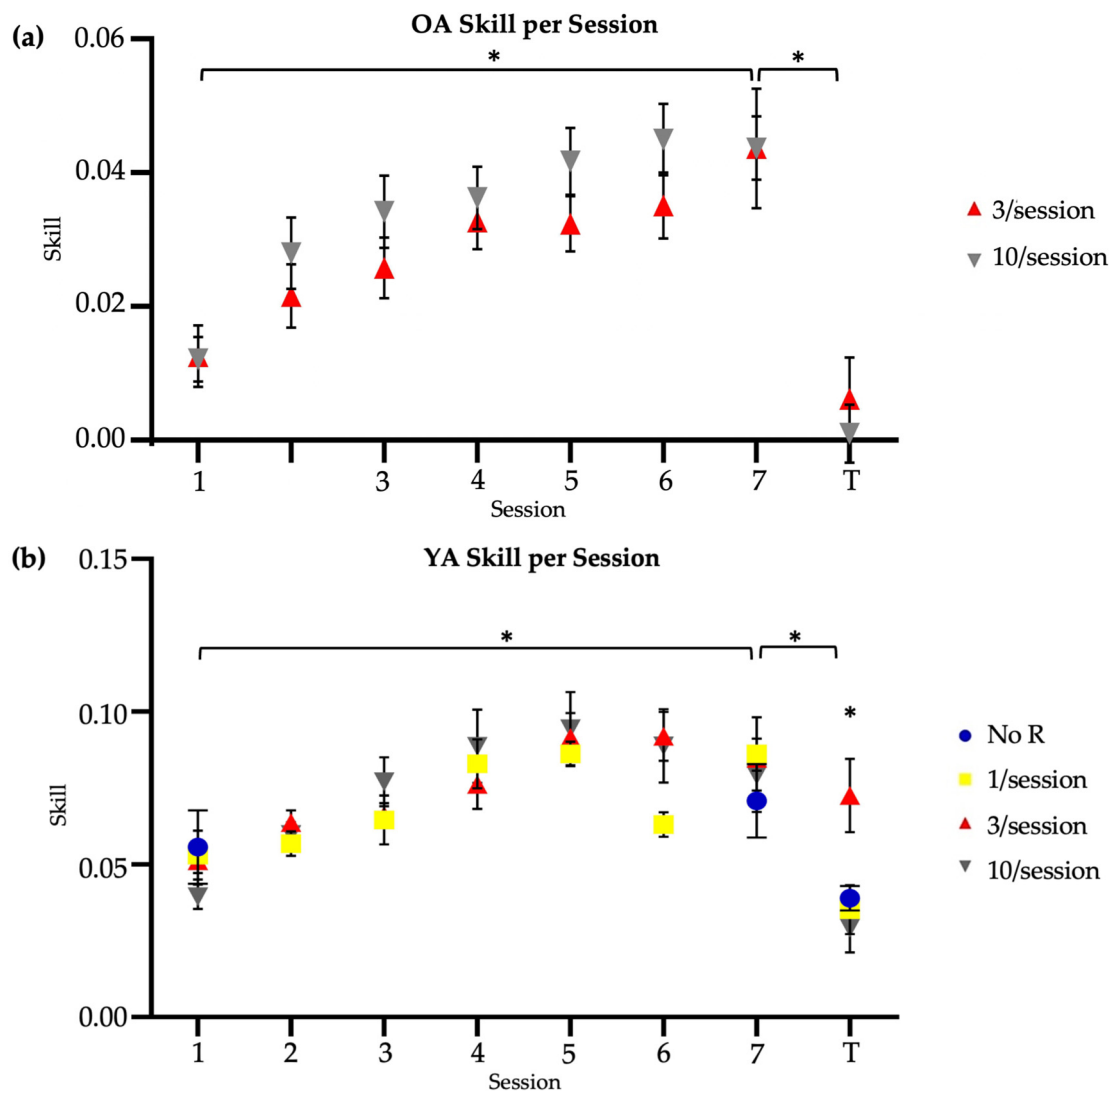 (a)
OA Skill per Session
0.06
*
*
0.04
Skill
3/session
10/session
0.02
0.00
1 3 4 5 6 7 T
Session
(b)
YA Skill per Session
0.15
*
*
0.10
*
No R
1/session
Skill
3/session
10/session
0.05
0.00
1 2 3 4 5 6 7 T
Session